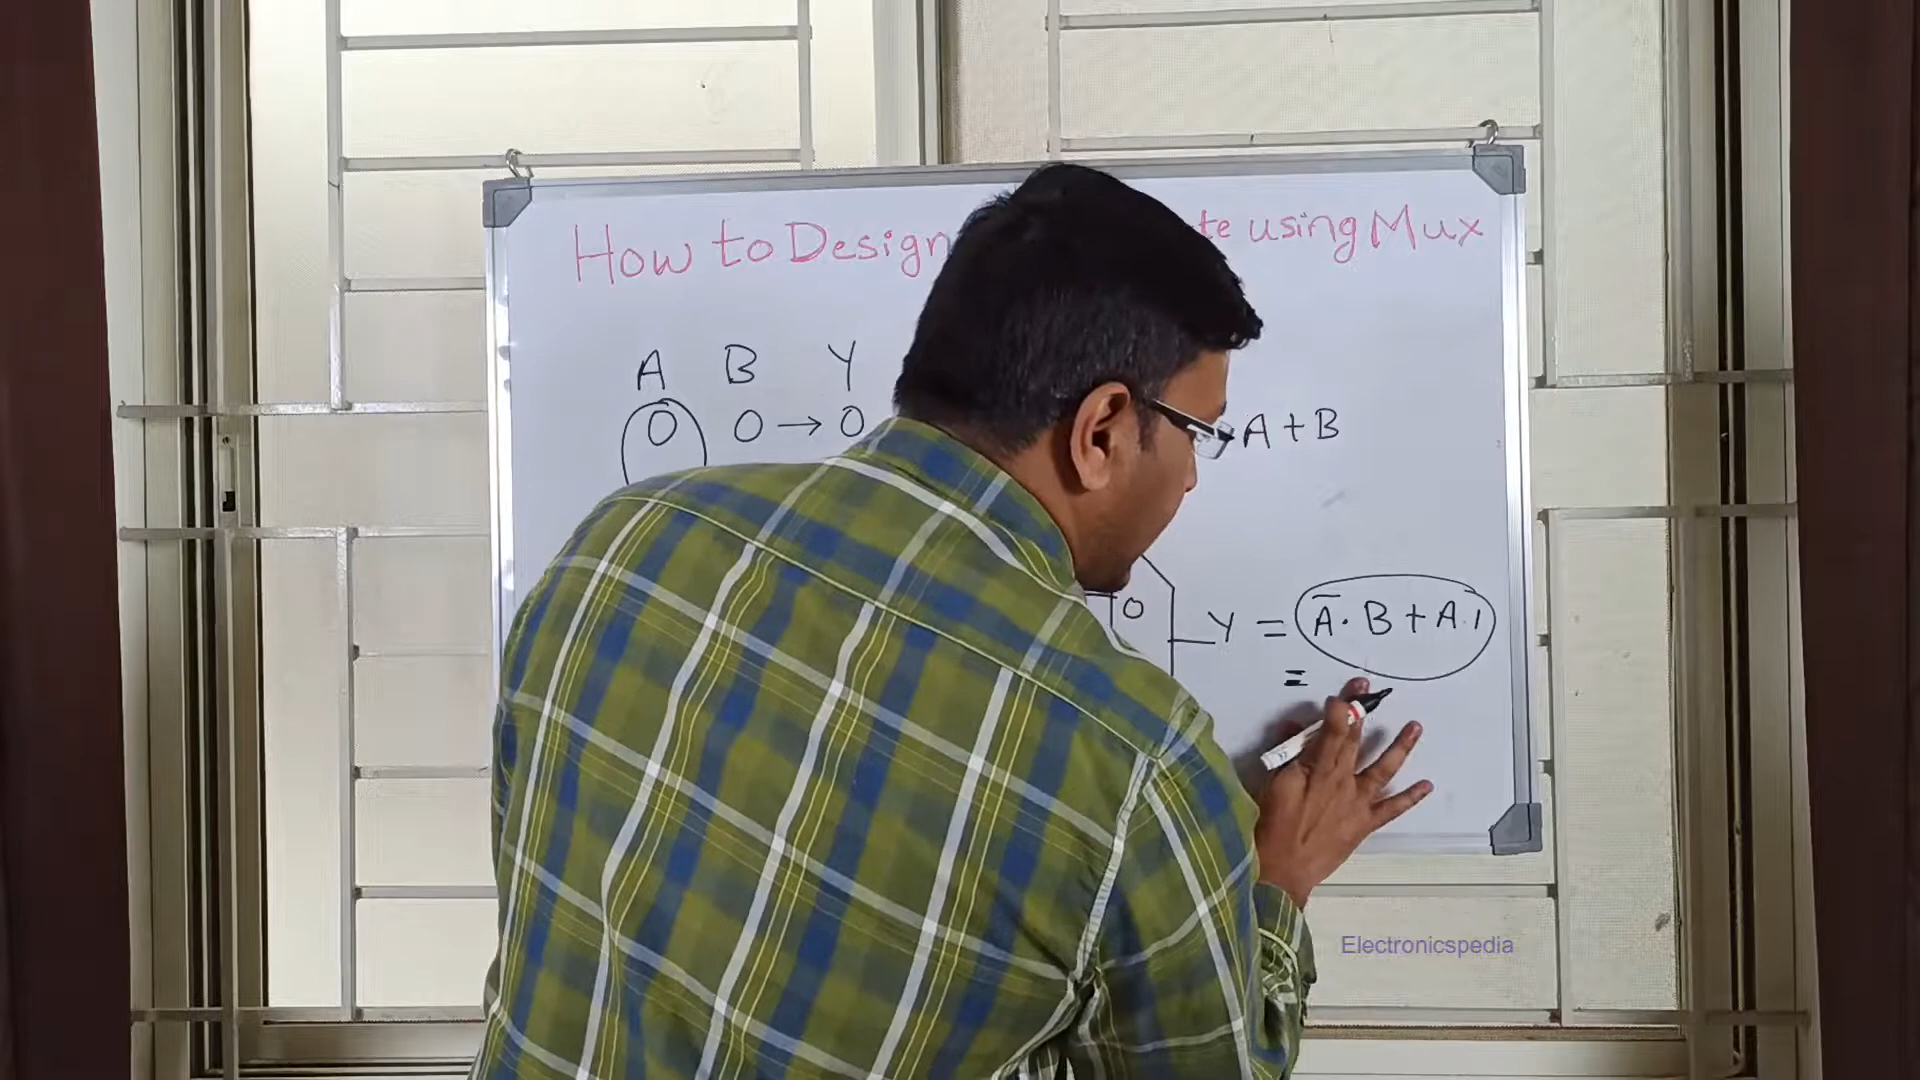 How to Design te using Mux
A B Y
0 0 → 0 A + B
0 Y = A̅ · B + A . 1
=
Electronicspedia